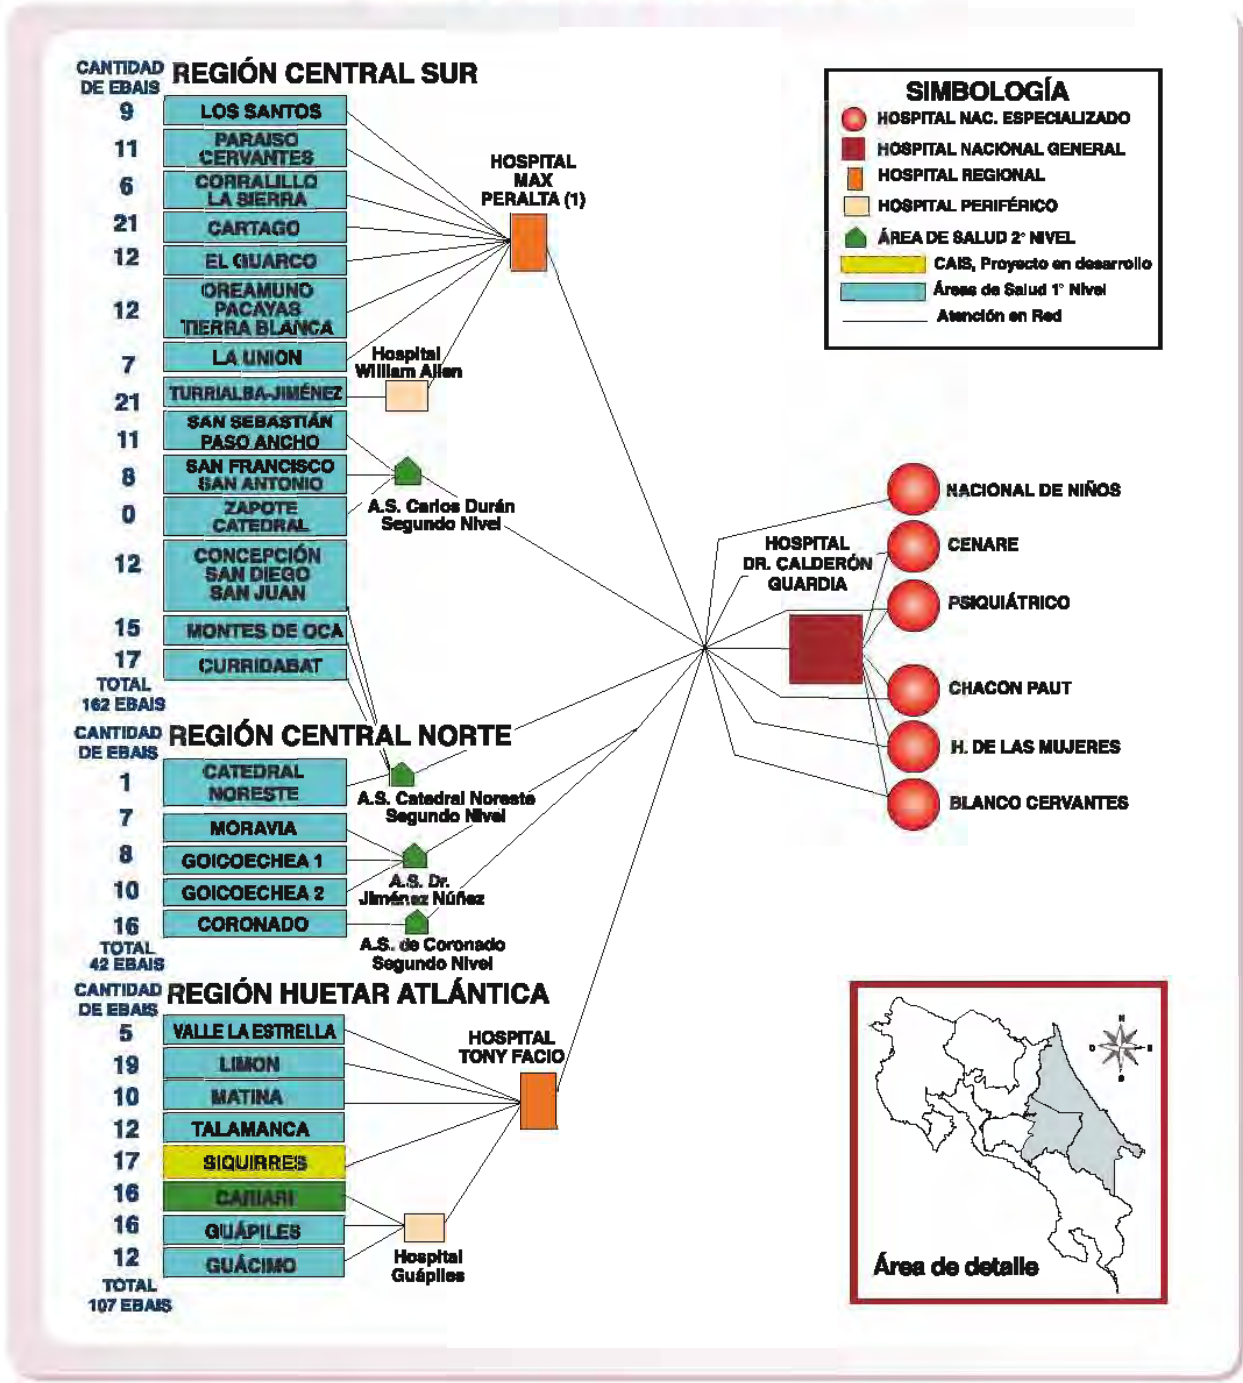 CANTIDAD
DE EBAIS
REGIÓN CENTRAL SUR
9
LOS SANTOS
11
PARAISO
CERVANTES
6
CORRALILLO
LA SIERRA
21
CARTAGO
12
EL GUARCO
12
OREAMUNO
PACAYAS
TIERRA BLANCA
7
LA UNION
21
TURRIALBA-JIMÉNEZ
11
SAN SEBASTIÁN
PASO ANCHO
8
SAN FRANCISCO
SAN ANTONIO
0
ZAPOTE
CATEDRAL
12
CONCEPCIÓN
SAN DIEGO
SAN JUAN
15
MONTES DE OCA
17
CURRIDABAT
TOTAL
162 EBAIS
HOSPITAL
MAX
PERALTA (1)
Hospital
William Allen
A.S. Carlos Durán
Segundo Nivel
CANTIDAD
DE EBAIS
REGIÓN CENTRAL NORTE
1
CATEDRAL
NORESTE
7
MORAVIA
8
GOICOECHEA 1
10
GOICOECHEA 2
16
CORONADO
TOTAL
42 EBAIS
A.S. Catedral Noreste
Segundo Nivel
A.S. Dr.
Jiménez Núñez
A.S. de Coronado
Segundo Nivel
CANTIDAD
DE EBAIS
REGIÓN HUETAR ATLÁNTICA
5
VALLE LA ESTRELLA
19
LIMON
10
MATINA
12
TALAMANCA
17
SIQUIRRES
16
CARIARI
16
GUÁPILES
12
GUÁCIMO
TOTAL
107 EBAIS
HOSPITAL
TONY FACIO
Hospital
Guápiles
SIMBOLOGÍA
HOSPITAL NAC. ESPECIALIZADO
HOSPITAL NACIONAL GENERAL
HOSPITAL REGIONAL
HOSPITAL PERIFÉRICO
ÁREA DE SALUD 2° NIVEL
CAIS, Proyecto en desarrollo
Áreas de Salud 1° Nivel
Atención en Red
HOSPITAL
DR. CALDERÓN
GUARDIA
NACIONAL DE NIÑOS
CENARE
PSIQUIÁTRICO
CHACON PAUT
H. DE LAS MUJERES
BLANCO CERVANTES
N
O
E
S
Área de detalle